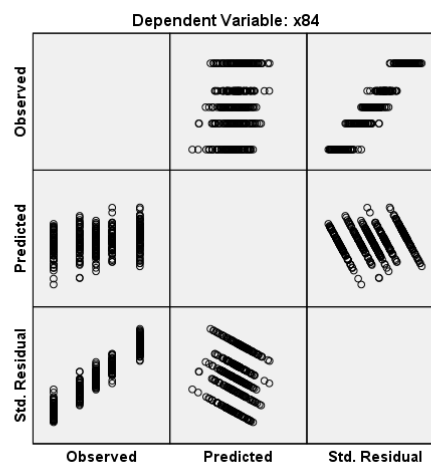 Dependent Variable: x84
Observed
Predicted
Std. Residual
Observed Predicted Std. Residual